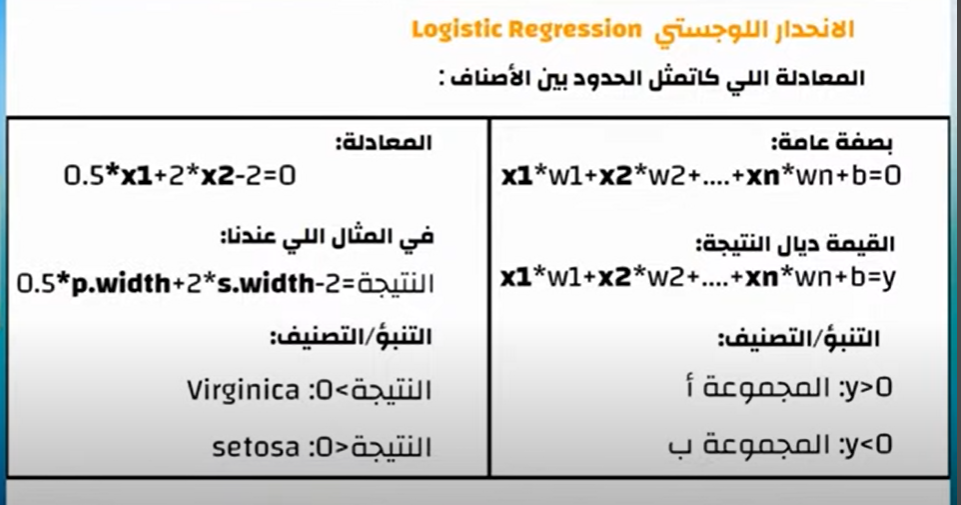 الانحدار اللوجستي Logistic Regression
المعادلة اللي كاتمثل الحدود بين الأصناف :
بصفة عامة:
x1*w1+x2*w2+....+xn*wn+b=0
القيمة ديال النتيجة:
x1*w1+x2*w2+....+xn*wn+b=y
التنبؤ/التصنيف:
y>0: المجموعة أ
y<0: المجموعة ب
المعادلة:
0.5*x1+2*x2-2=0
في المثال اللي عندنا:
0.5*p.width+2*s.width-2=النتيجة
التنبؤ/التصنيف:
النتيجة>0: Virginica
النتيجة<0: setosa